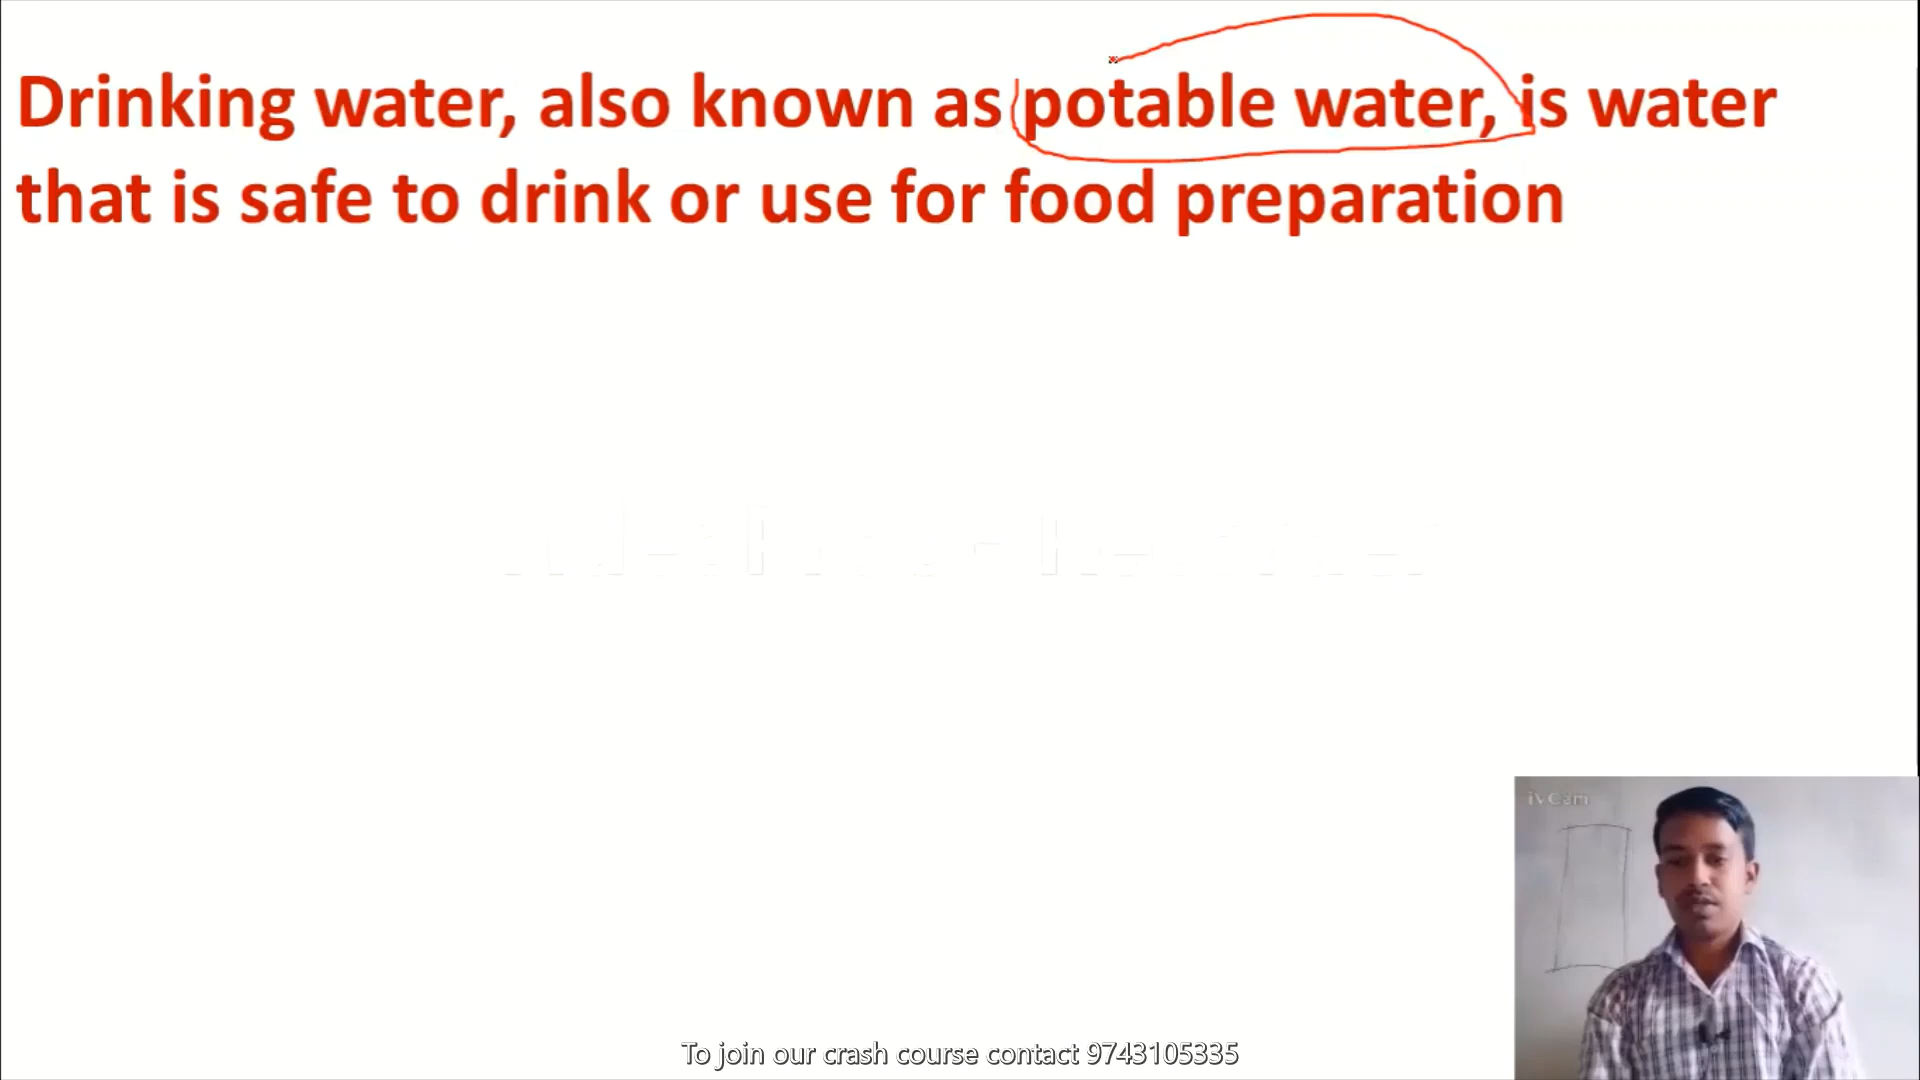 Drinking water, also known as potable water, is water
that is safe to drink or use for food preparation
iVCam
To join our crash course contact 9743105335